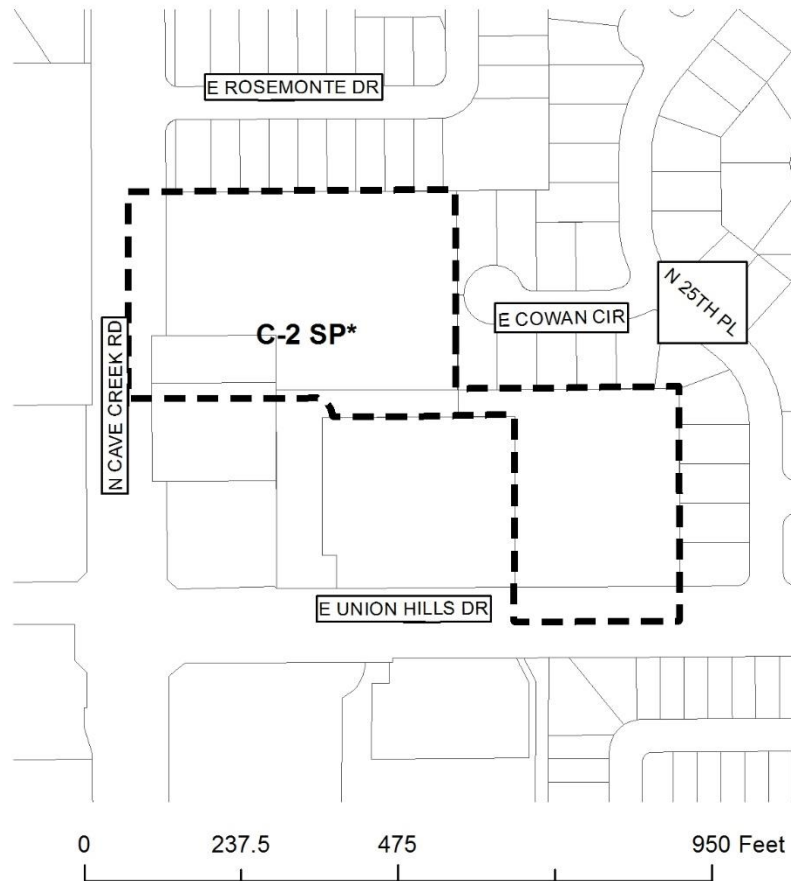 E ROSEMONTE DR
N CAVE CREEK RD
C-2 SP*
E COWAN CIR
N 25TH PL
E UNION HILLS DR
0 237.5 475 950 Feet